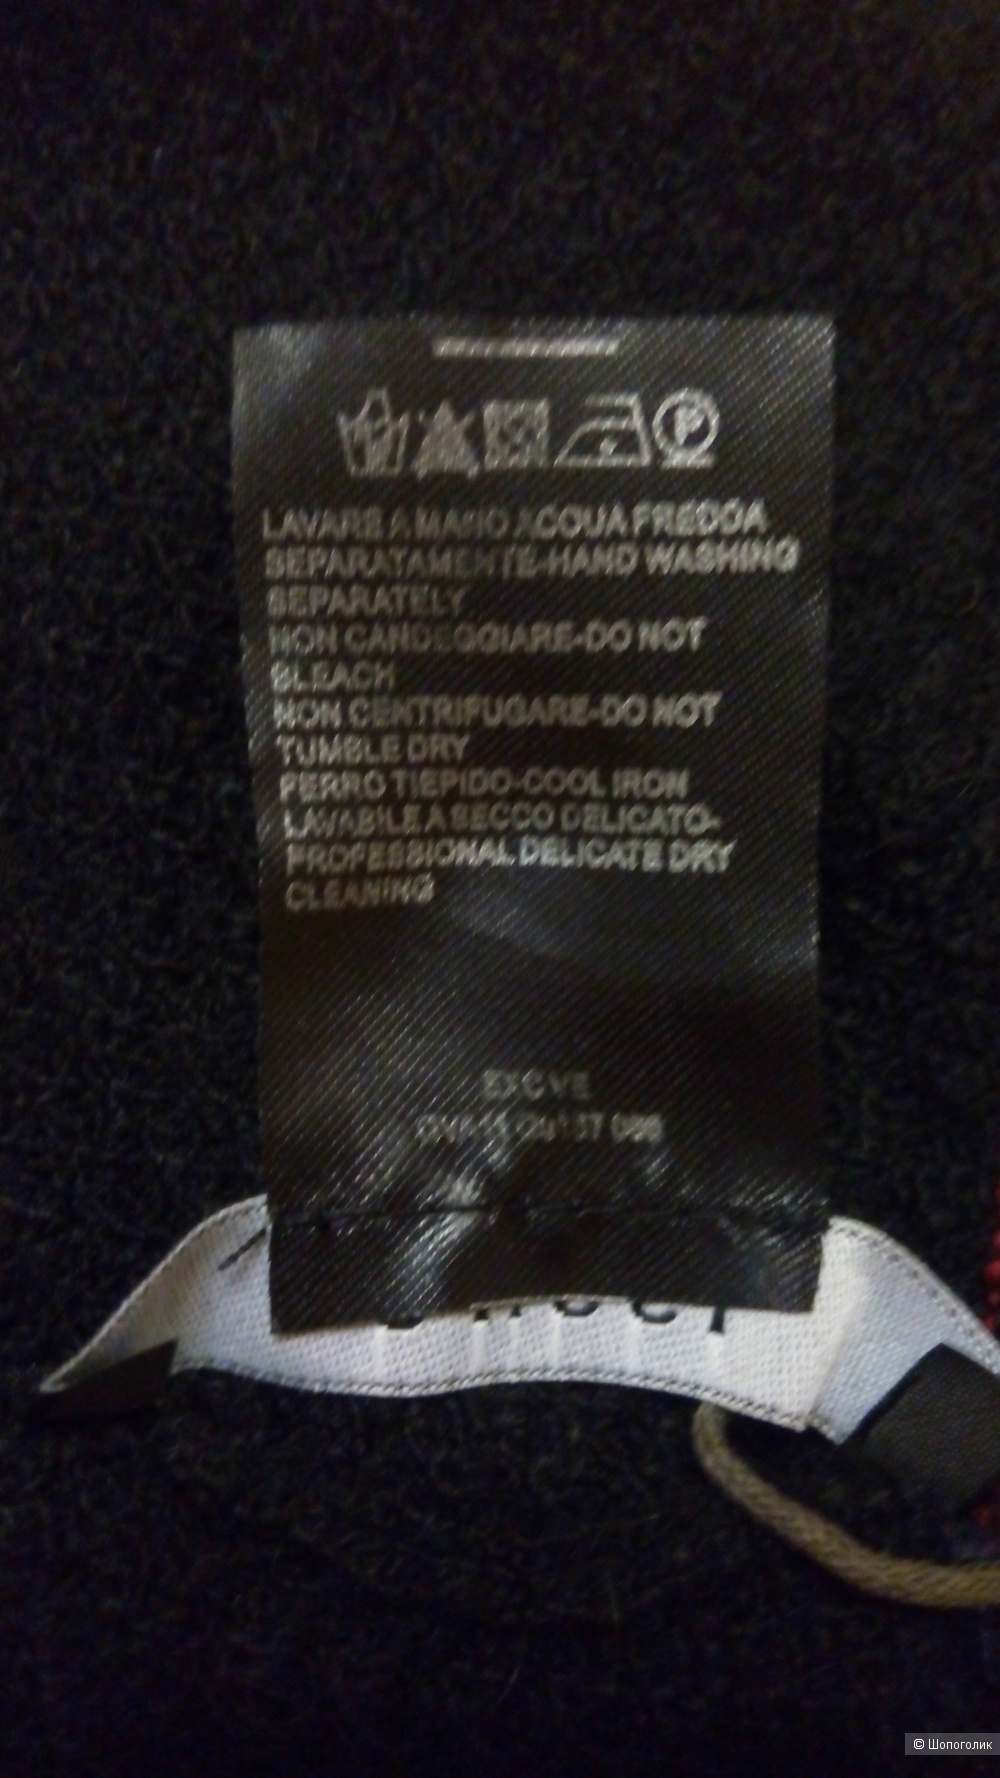 LAVARE A MANO ACQUA FREDDA
SEPARATAMENTE-HAND WASHING
SEPARATELY
NON CANDEGGIARE-DO NOT
BLEACH
NON CENTRIFUGARE-DO NOT
TUMBLE DRY
FERRO TIEPIDO-COOL IRON
LAVABILE A SECCO DELICATO-
PROFESSIONAL DELICATE DRY
CLEANING
© Шопоголик